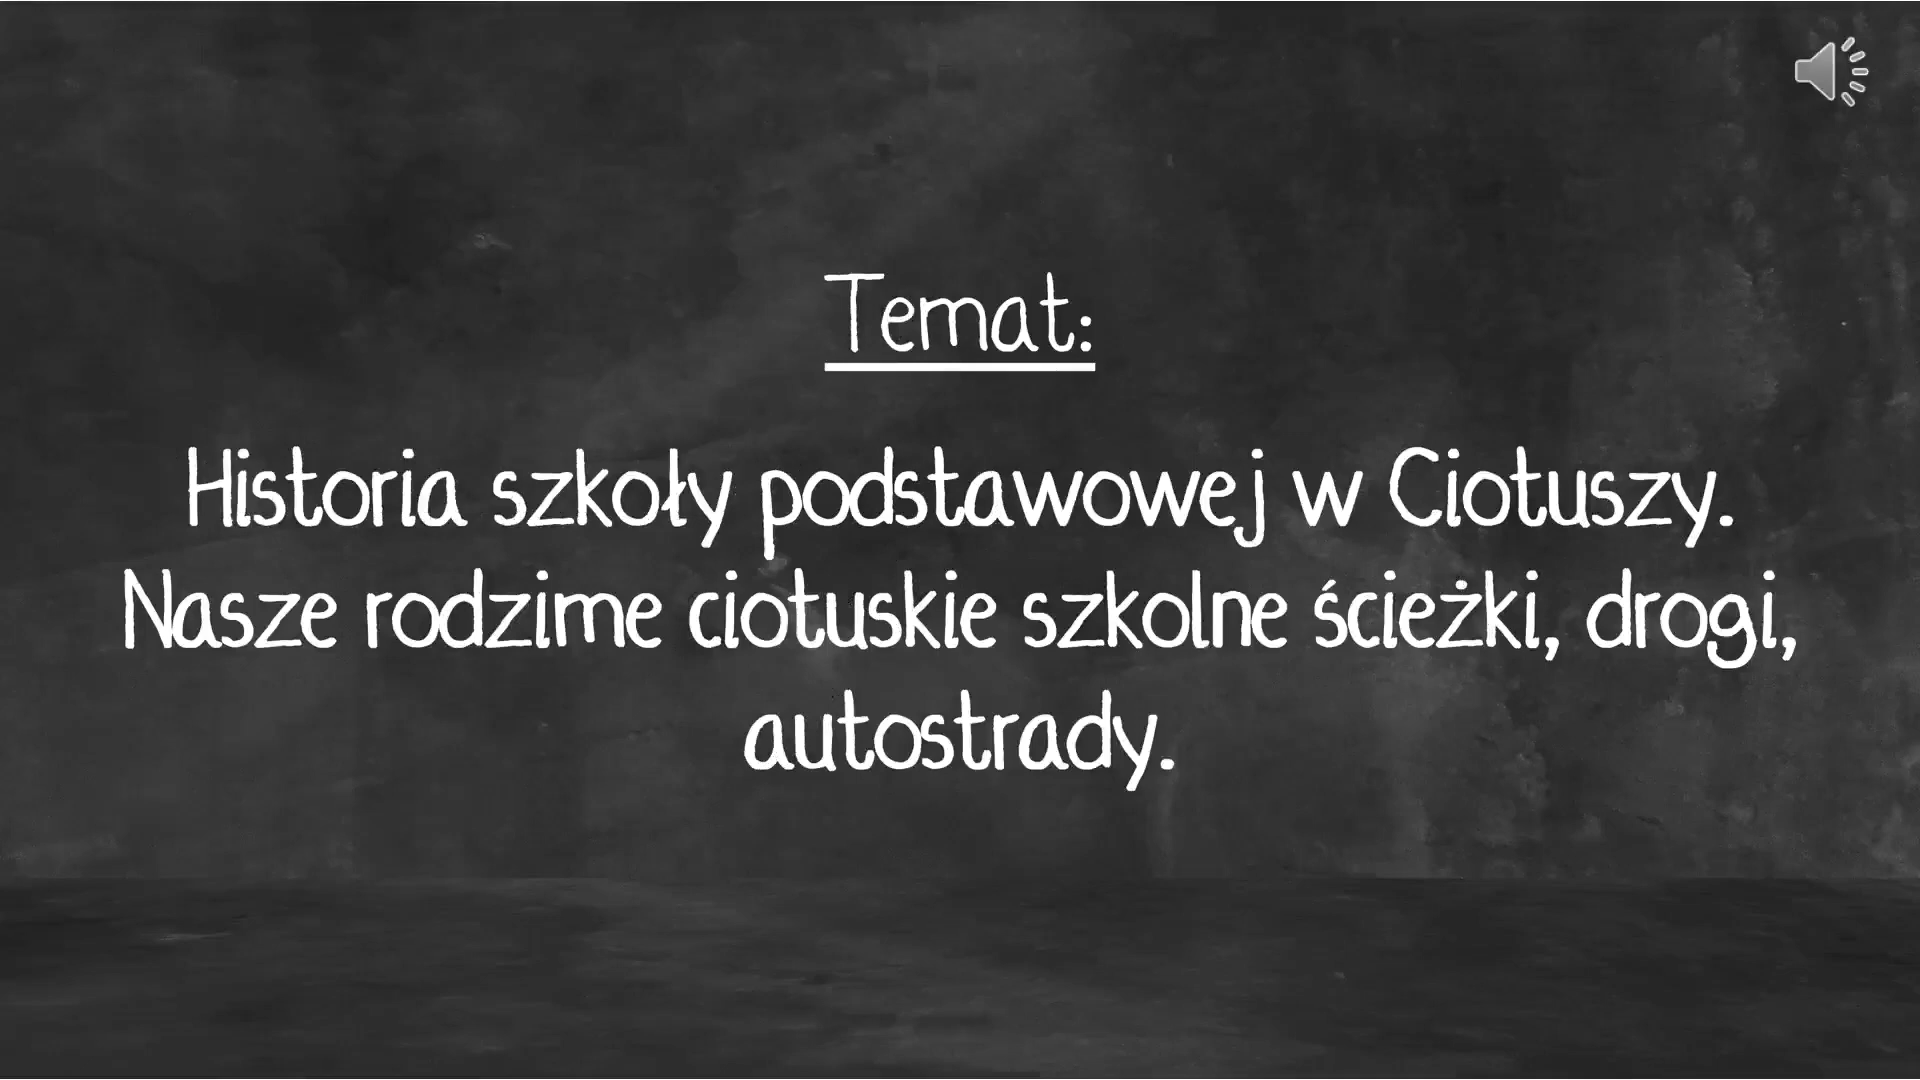 Temat:
Historia szkoły podstawowej w Ciotuszy.
Nasze rodzime ciotuskie szkolne ścieżki, drogi,
autostrady.